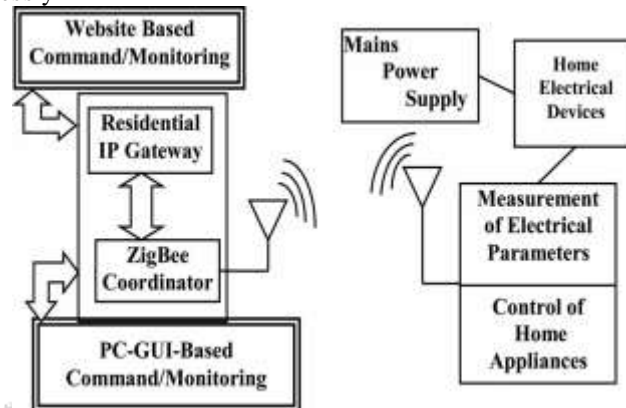 Website Based
Command/Monitoring
Residential
IP Gateway
ZigBee
Coordinator
PC-GUI-Based
Command/Monitoring
Mains
Power
Supply
Home
Electrical
Devices
Measurement
of Electrical
Parameters
Control of
Home
Appliances